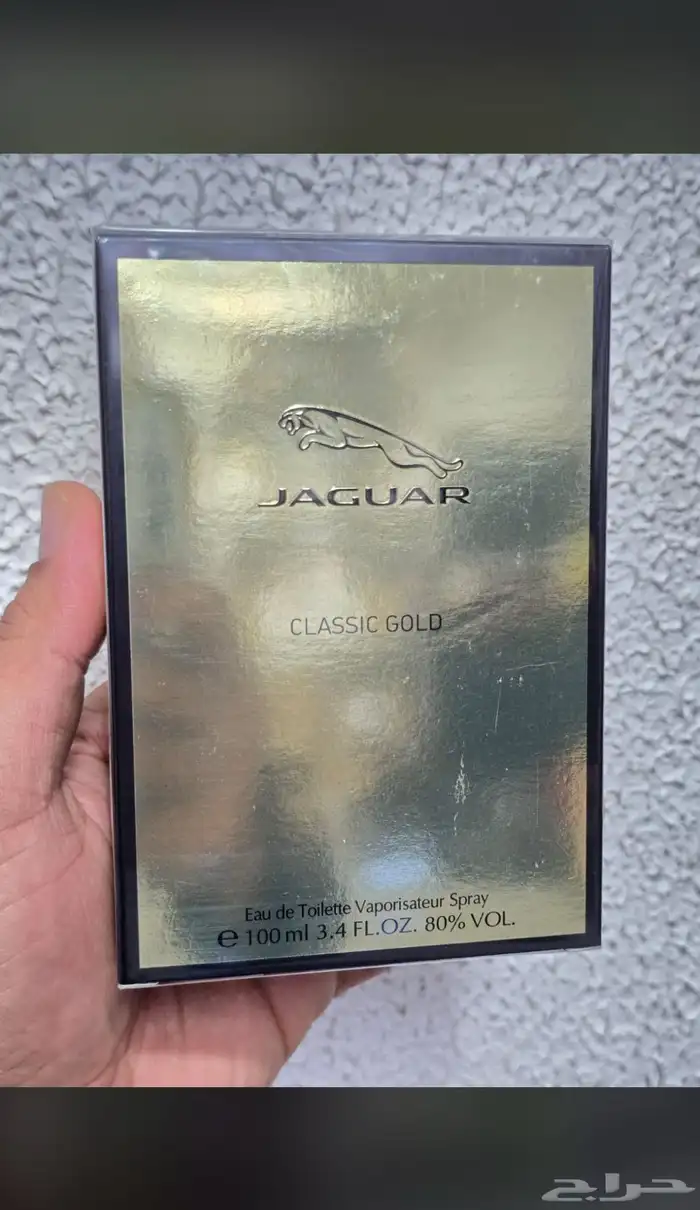 JAGUAR
CLASSIC GOLD
Eau de Toilette Vaporisateur Spray
e 100 ml 3.4 FL.OZ. 80% VOL.
حراج